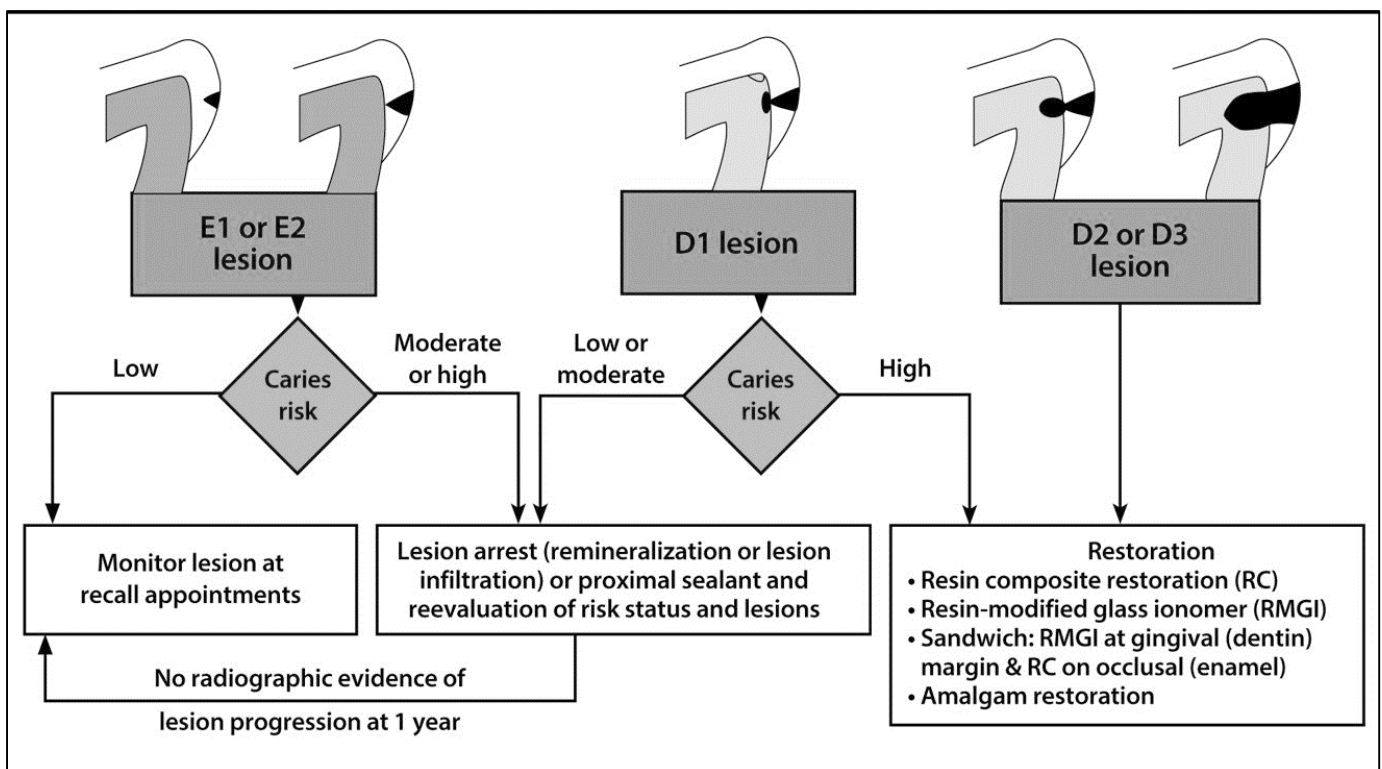 E1 or E2
lesion
D1 lesion
D2 or D3
lesion
Low
Caries
risk
Moderate
or high
Low or
moderate
Caries
risk
High
Monitor lesion at
recall appointments
Lesion arrest (remineralization or lesion
infiltration) or proximal sealant and
reevaluation of risk status and lesions
Restoration
• Resin composite restoration (RC)
• Resin-modified glass ionomer (RMGI)
• Sandwich: RMGI at gingival (dentin)
margin & RC on occlusal (enamel)
• Amalgam restoration
No radiographic evidence of
lesion progression at 1 year